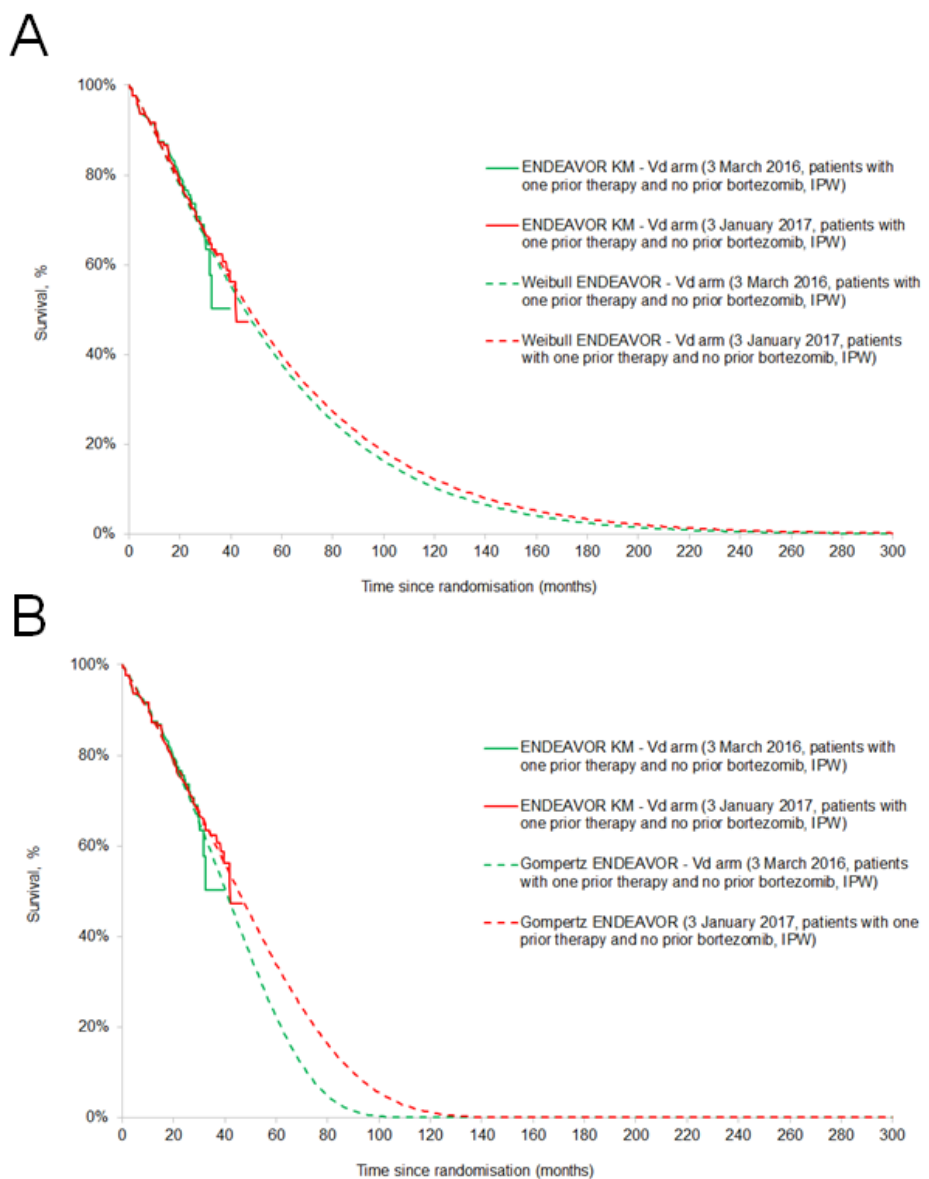 A
100%
80%
60%
40%
20%
0%
Survival, %
ENDEAVOR KM - Vd arm (3 March 2016, patients with
one prior therapy and no prior bortezomib, IPW)
ENDEAVOR KM - Vd arm (3 January 2017, patients with
one prior therapy and no prior bortezomib, IPW)
Weibull ENDEAVOR - Vd arm (3 March 2016, patients with
one prior therapy and no prior bortezomib, IPW)
Weibull ENDEAVOR - Vd arm (3 January 2017, patients
with one prior therapy and no prior bortezomib, IPW)
0 20 40 60 80 100 120 140 160 180 200 220 240 260 280 300
Time since randomisation (months)
B
100%
80%
60%
40%
20%
0%
Survival, %
ENDEAVOR KM - Vd arm (3 March 2016, patients with
one prior therapy and no prior bortezomib, IPW)
ENDEAVOR KM - Vd arm (3 January 2017, patients with
one prior therapy and no prior bortezomib, IPW)
Gompertz ENDEAVOR - Vd arm (3 March 2016, patients
with one prior therapy and no prior bortezomib, IPW)
Gompertz ENDEAVOR (3 January 2017, patients with one
prior therapy and no prior bortezomib, IPW)
0 20 40 60 80 100 120 140 160 180 200 220 240 260 280 300
Time since randomisation (months)